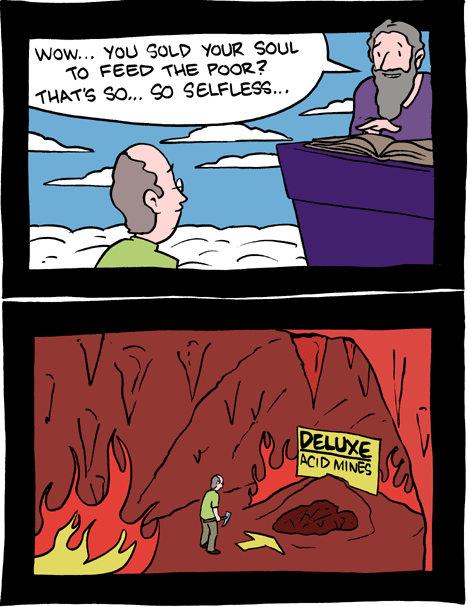 WOW... YOU SOLD YOUR SOUL
TO FEED THE POOR?
THAT'S SO... SO SELFLESS...
DELUXE
ACID MINES